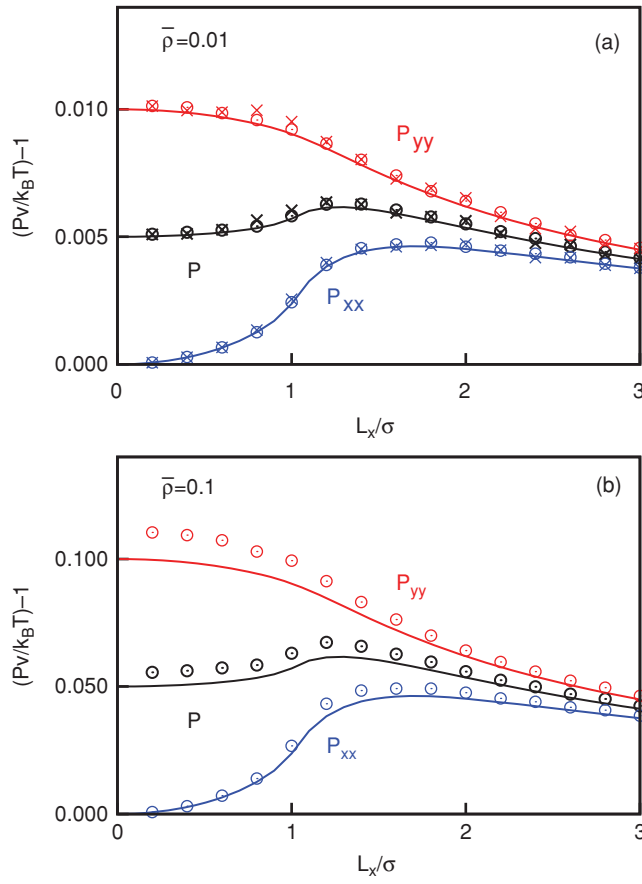 ρ̅=0.01
(a)
0.010
0.005
0.000
(Pv/k_BT)−1
P_yy
P
P_xx
0
1
2
3
L_x/σ
ρ̅=0.1
(b)
0.100
0.050
0.000
(Pv/k_BT)−1
P_yy
P
P_xx
0
1
2
3
L_x/σ